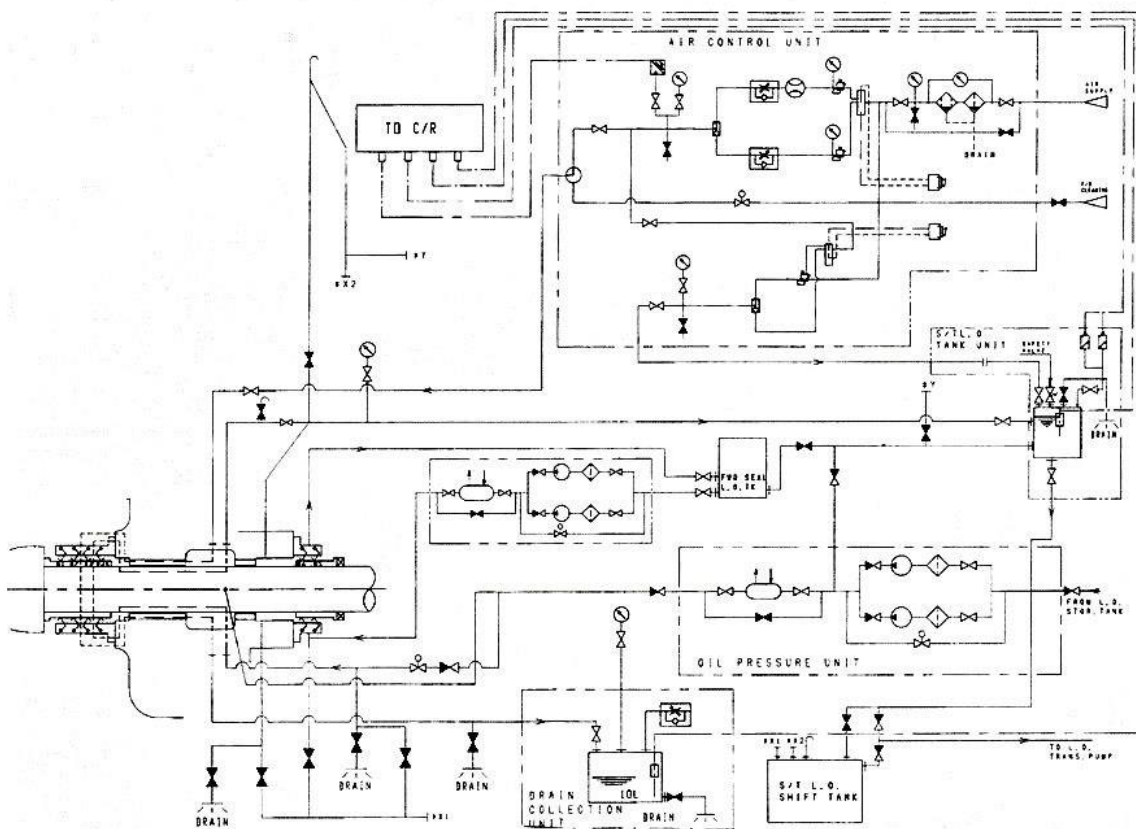 AIR CONTROL UNIT
TO C/R
AIR
SUPPLY
DRAIN
CLEANING
S/T L.O.
TANK UNIT
SAFETY
VALVE
DRAIN
FWD SEAL
L.O. TK
OIL PRESSURE UNIT
FROM L.O.
STOR. TANK
TO L.O.
TRANS. PUMP
S/T L.O.
SHIFT TANK
DRAIN
COLLECTION
UNIT
DRAIN
DRAIN
DRAIN
DRAIN